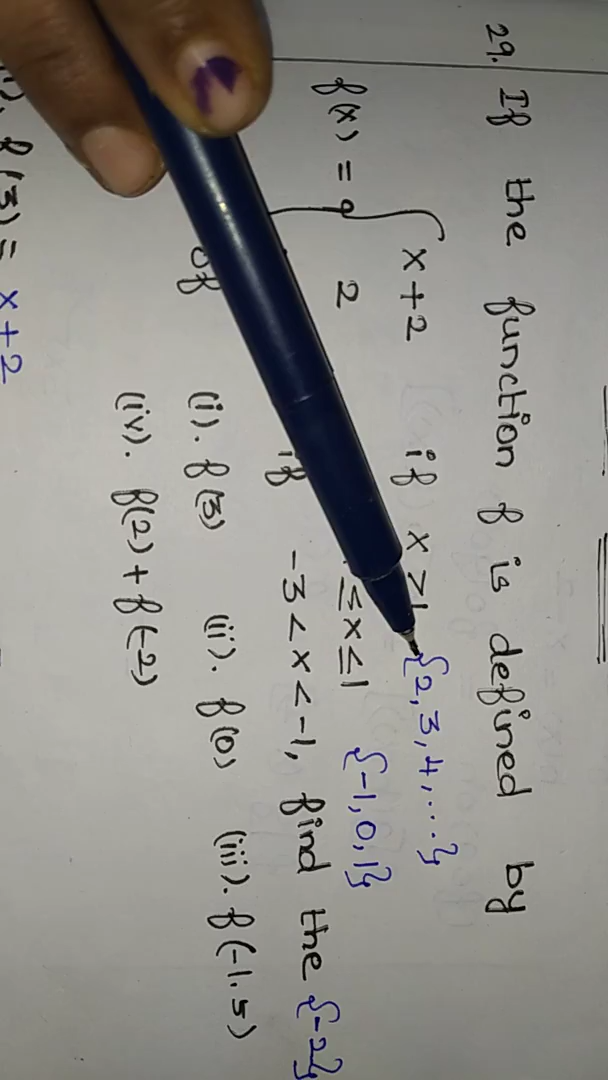 29. If the function f is defined by
x+2 if x>1 {2,3,4,...}
f(x) = 2 ≤x≤1 {-1,0,1}
if -3<x<-1, find the {-2}
of (i). f(3) (ii). f(0) (iii). f(-1.5)
(iv). f(2)+f(-2)
f(3) = x+2